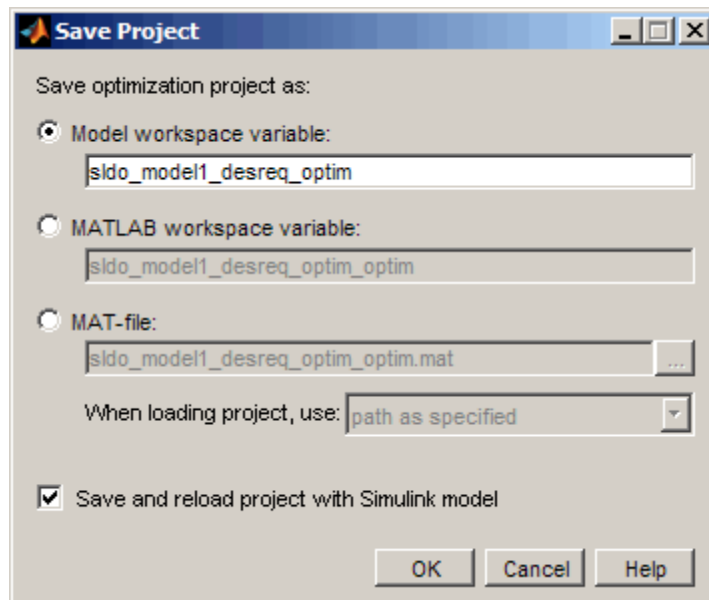 Save Project
Save optimization project as:
Model workspace variable:
sldo_model1_desreq_optim
MATLAB workspace variable:
sldo_model1_desreq_optim_optim
MAT-file:
sldo_model1_desreq_optim_optim.mat ...
When loading project, use: path as specified
Save and reload project with Simulink model
OK Cancel Help